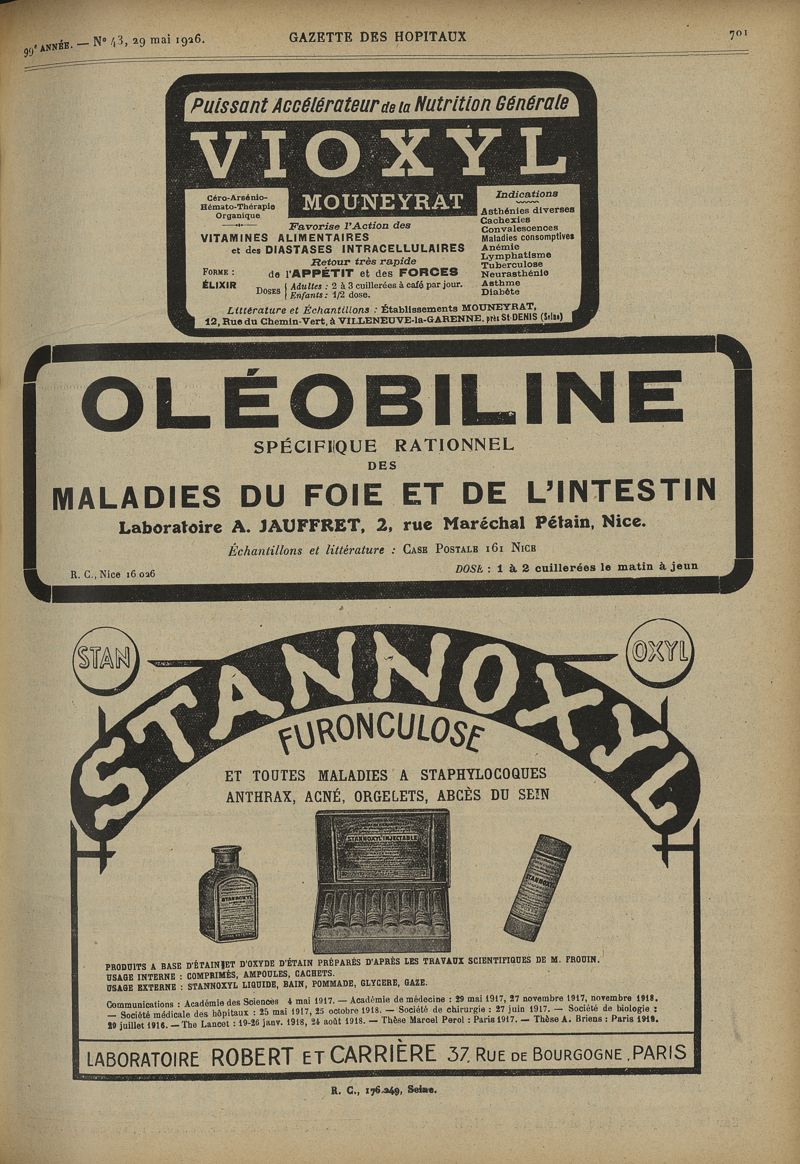 99e ANNÉE. — N° 43, 29 mai 1926.
GAZETTE DES HOPITAUX
701
Puissant Accélérateur de la Nutrition Générale
VIOXYL
MOUNEYRAT
Céro-Arsénio-
Hémato-Thérapie
Organique
Favorise l'Action des
VITAMINES ALIMENTAIRES
et des DIASTASES INTRACELLULAIRES
Retour très rapide
de l'APPÉTIT et des FORCES
FORME :
ÉLIXIR
DOSES { Adultes : 2 à 3 cuillerées à café par jour.
Enfants : 1/2 dose.
Indications
Asthénies diverses
Cachexies
Convalescences
Maladies consomptives
Anémie
Lymphatisme
Tuberculose
Neurasthénie
Asthme
Diabète
Littérature et Échantillons : Établissements MOUNEYRAT,
12, Rue du Chemin-Vert, à VILLENEUVE-la-GARENNE, près St-DENIS (Seine)
OLÉOBILINE
SPÉCIFIQUE RATIONNEL
DES
MALADIES DU FOIE ET DE L'INTESTIN
Laboratoire A. JAUFFRET, 2, rue Maréchal Pétain, Nice.
Échantillons et littérature : CASE POSTALE 161 NICE
R. C., Nice 16 026
DOSE : 1 à 2 cuillerées le matin à jeun
STAN
OXYL
STANNOXYL
FURONCULOSE
ET TOUTES MALADIES A STAPHYLOCOQUES
ANTHRAX, ACNÉ, ORGELETS, ABCÈS DU SEIN
STANNOXYL INJECTABLE
STANNOXYL
STANNOXYL
PRODUITS A BASE D'ÉTAIN ET D'OXYDE D'ÉTAIN PRÉPARÉS D'APRÈS LES TRAVAUX SCIENTIFIQUES DE M. FROUIN.
USAGE INTERNE : COMPRIMÉS, AMPOULES, CACHETS.
USAGE EXTERNE : STANNOXYL LIQUIDE, BAIN, POMMADE, GLYCERE, GAZE.
Communications : Académie des Sciences 4 mai 1917. — Académie de médecine : 29 mai 1917, 27 novembre 1917, novembre 1918.
— Société médicale des hôpitaux : 25 mai 1917, 25 octobre 1918. — Société de chirurgie : 27 juin 1917. — Société de biologie :
20 juillet 1916. — The Lancet : 19-26 janv. 1918, 24 août 1918. — Thèse Marcel Perol : Paris 1917. — Thèse A. Briens : Paris 1919.
LABORATOIRE ROBERT ET CARRIÈRE 37, RUE DE BOURGOGNE, PARIS
R. C., 176.249, Seine.